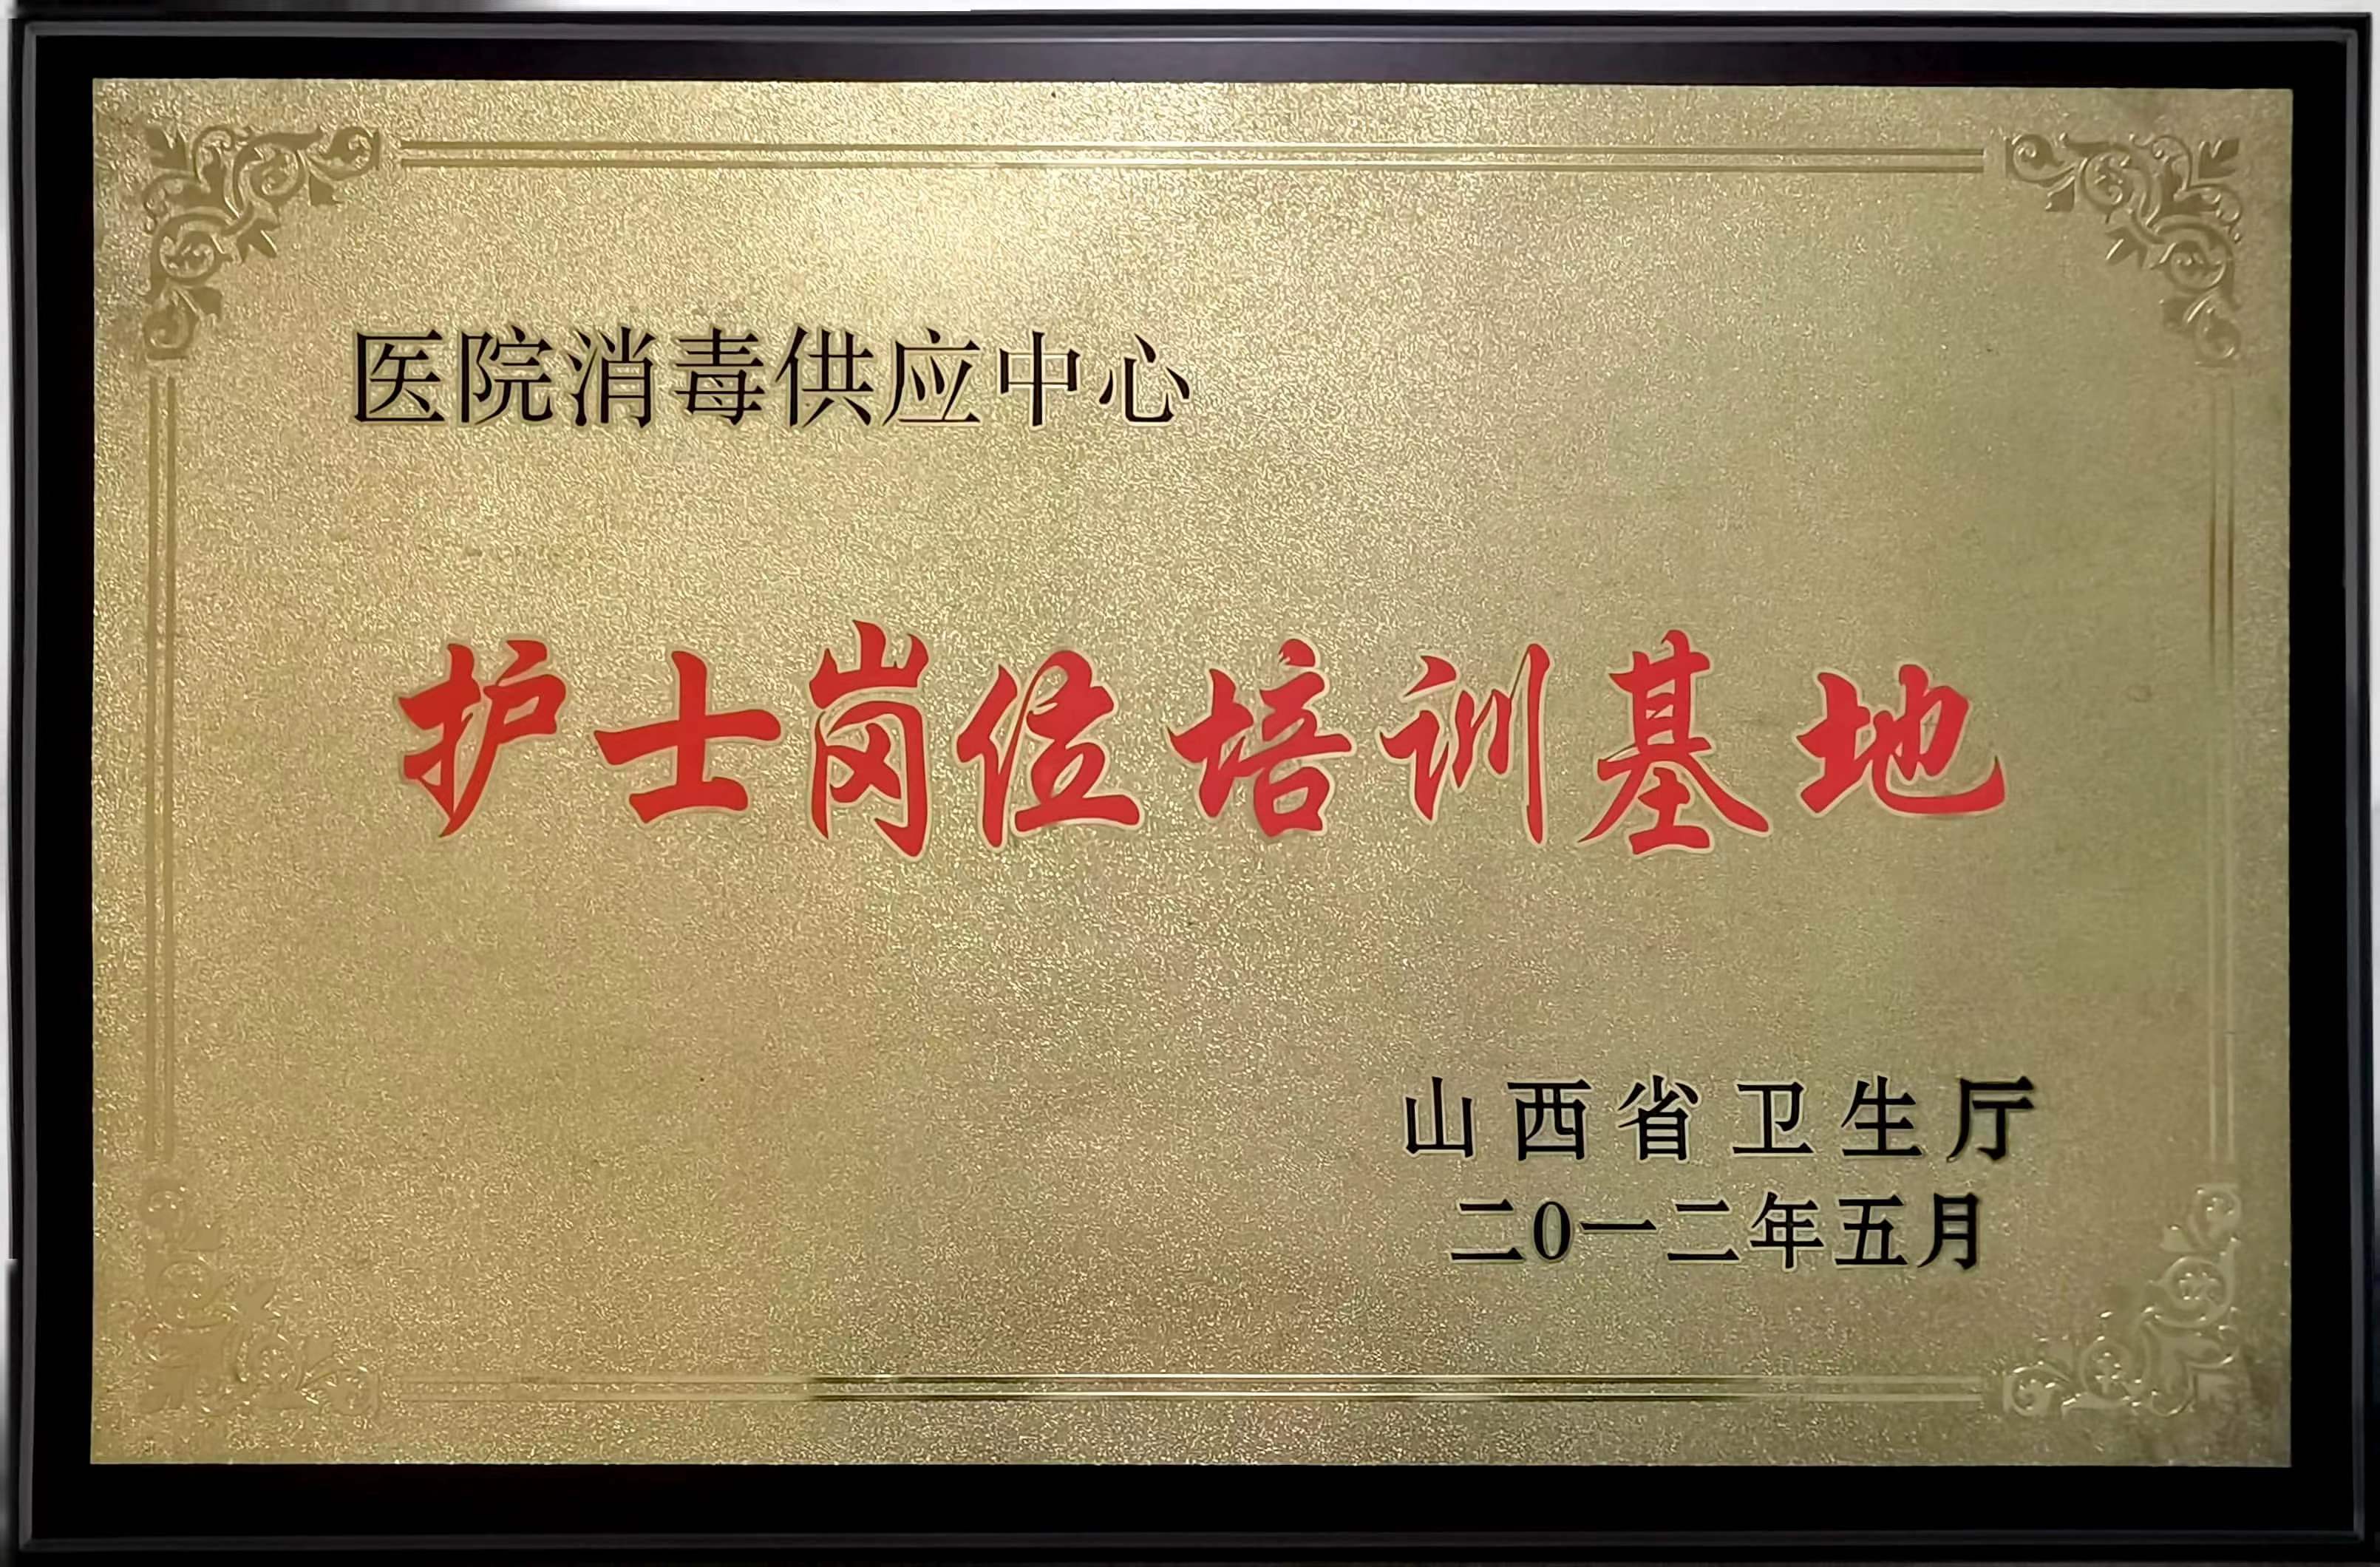 医院消毒供应中心
护士岗位培训基地
山西省卫生厅
二0一二年五月